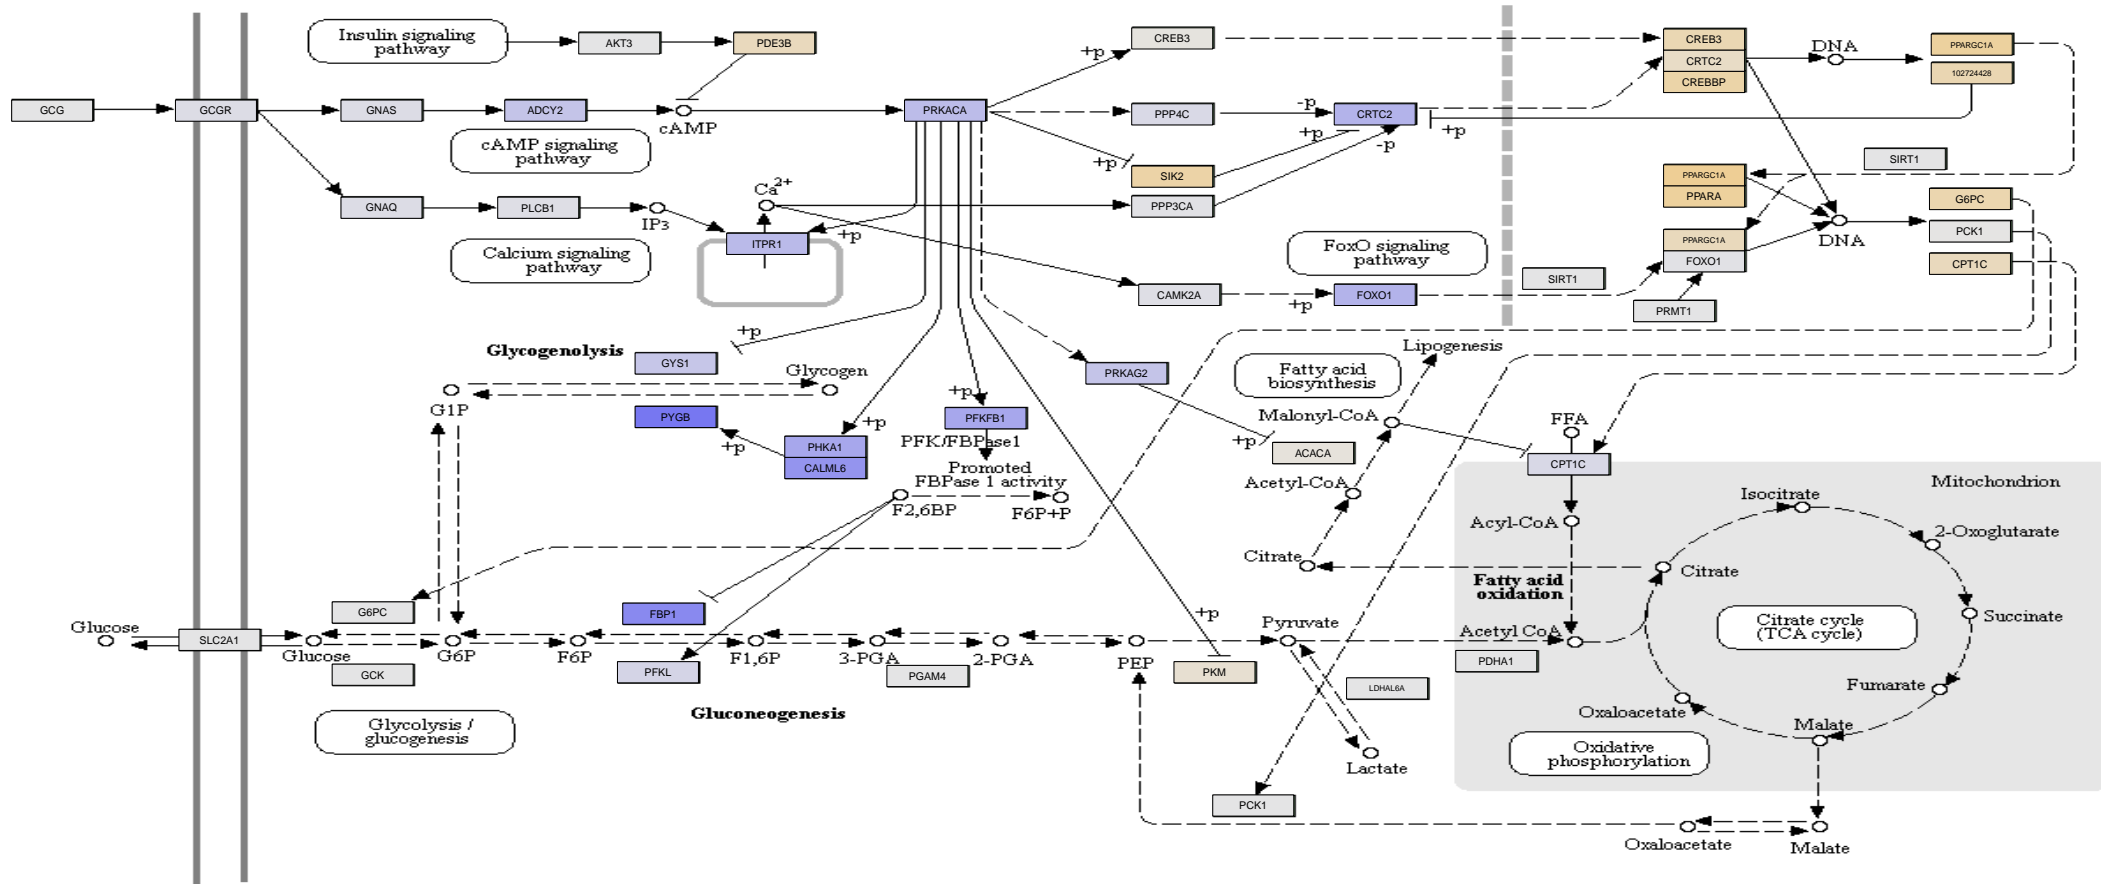 Insulin signaling
pathway
AKT3
PDE3B
CREB3
CREB3
CRTC2
CREBBP
DNA
PPARGC1A
102724428
+p
GCG
GCGR
GNAS
ADCY2
cAMP
PRKACA
PPP4C
-p
CRTC2
+p
+p
-p
+p
cAMP signaling
pathway
SIK2
SIRT1
PPARGC1A
PPARA
G6PC
GNAQ
PLCB1
IP3
Ca2+
PPP3CA
ITPR1
+p
PPARGC1A
FOXO1
DNA
PCK1
CPT1C
Calcium signaling
pathway
FoxO signaling
pathway
SIRT1
CAMK2A
+p
FOXO1
PRMT1
+p
Glycogenolysis
GYS1
Glycogen
G1P
PYGB
+p
PHKA1
CALML6
+p
+p
PFKFB1
PFK/FBPase1
Promoted
FBPase 1 activity
F2,6BP
F6P+P
PRKAG2
+p
Lipogenesis
Fatty acid
biosynthesis
Malonyl-CoA
ACACA
Acetyl-CoA
Citrate
FFA
CPT1C
Mitochondrion
Isocitrate
2-Oxoglutarate
Acyl-CoA
Citrate
Fatty acid
oxidation
Succinate
Citrate cycle
(TCA cycle)
Fumarate
Malate
Oxaloacetate
Oxidative
phosphorylation
G6PC
FBP1
+p
Glucose
SLC2A1
Glucose
G6P
F6P
F1,6P
3-PGA
2-PGA
PEP
Pyruvate
Acetyl CoA
GCK
PFKL
PGAM4
PKM
LDHAL6A
PDHA1
Gluconeogenesis
Glycolysis /
glucogenesis
Lactate
PCK1
Oxaloacetate
Malate